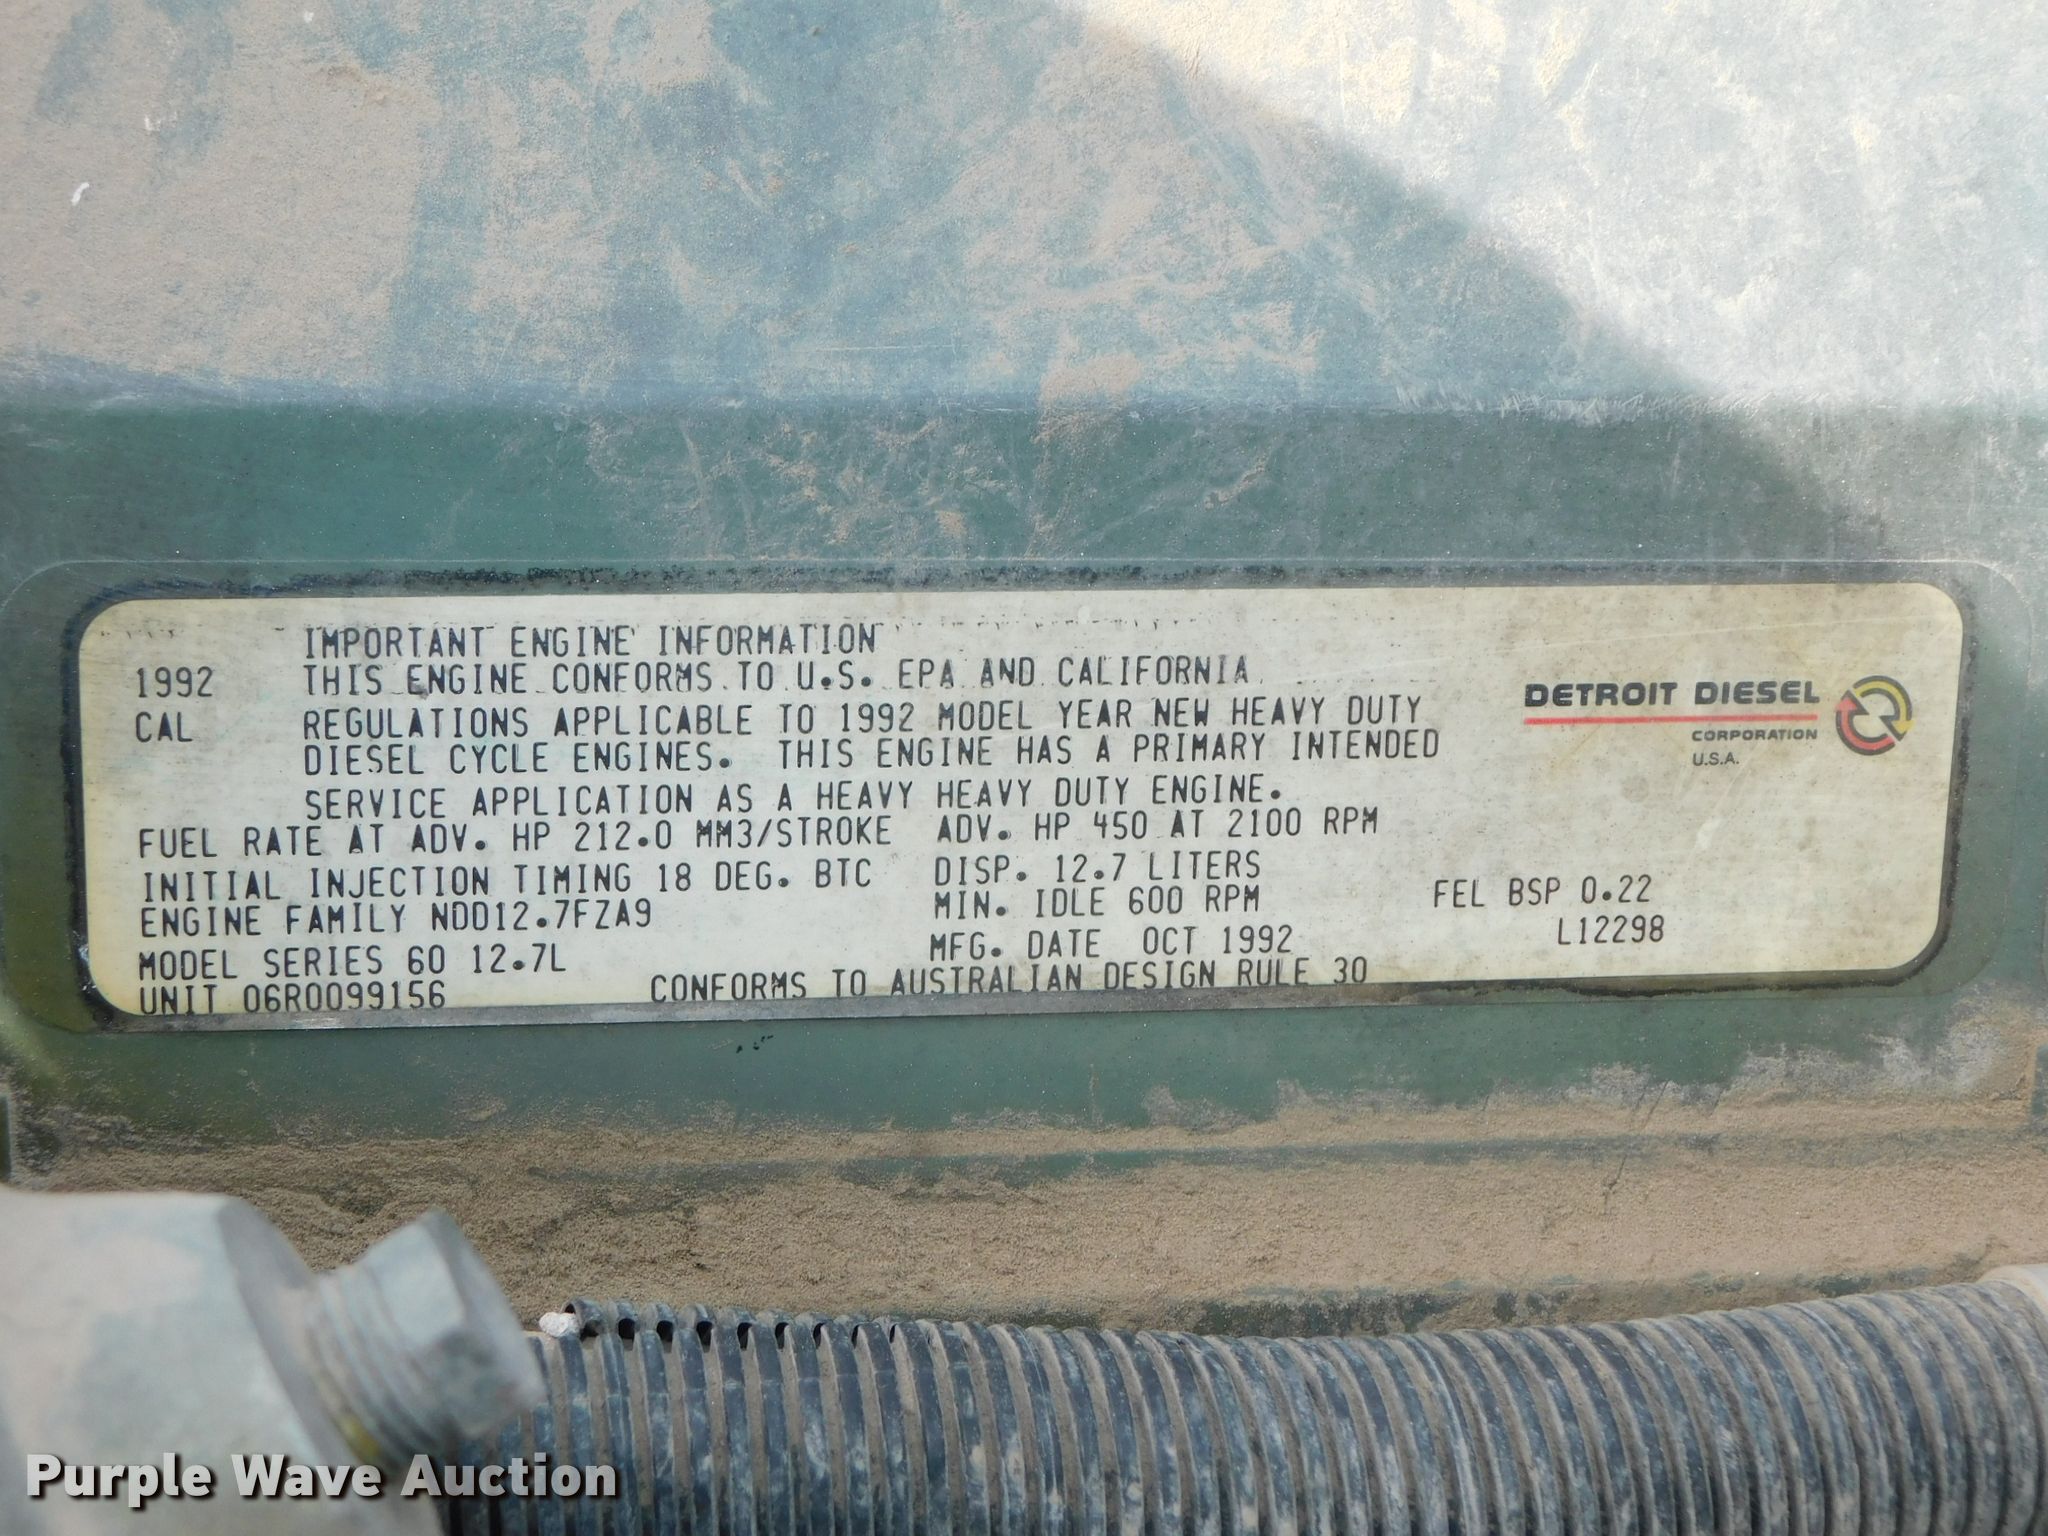 IMPORTANT ENGINE INFORMATION
1992 THIS ENGINE CONFORMS TO U.S. EPA AND CALIFORNIA
CAL REGULATIONS APPLICABLE TO 1992 MODEL YEAR NEW HEAVY DUTY
DIESEL CYCLE ENGINES. THIS ENGINE HAS A PRIMARY INTENDED
SERVICE APPLICATION AS A HEAVY HEAVY DUTY ENGINE.
DETROIT DIESEL
CORPORATION
U.S.A.
FUEL RATE AT ADV. HP 212.0 MM3/STROKE ADV. HP 450 AT 2100 RPM
INITIAL INJECTION TIMING 18 DEG. BTC DISP. 12.7 LITERS
ENGINE FAMILY NDD12.7FZA9 MIN. IDLE 600 RPM FEL BSP 0.22
MODEL SERIES 60 12.7L MFG. DATE OCT 1992 L12298
UNIT 06R0099156 CONFORMS TO AUSTRALIAN DESIGN RULE 30
Purple Wave Auction